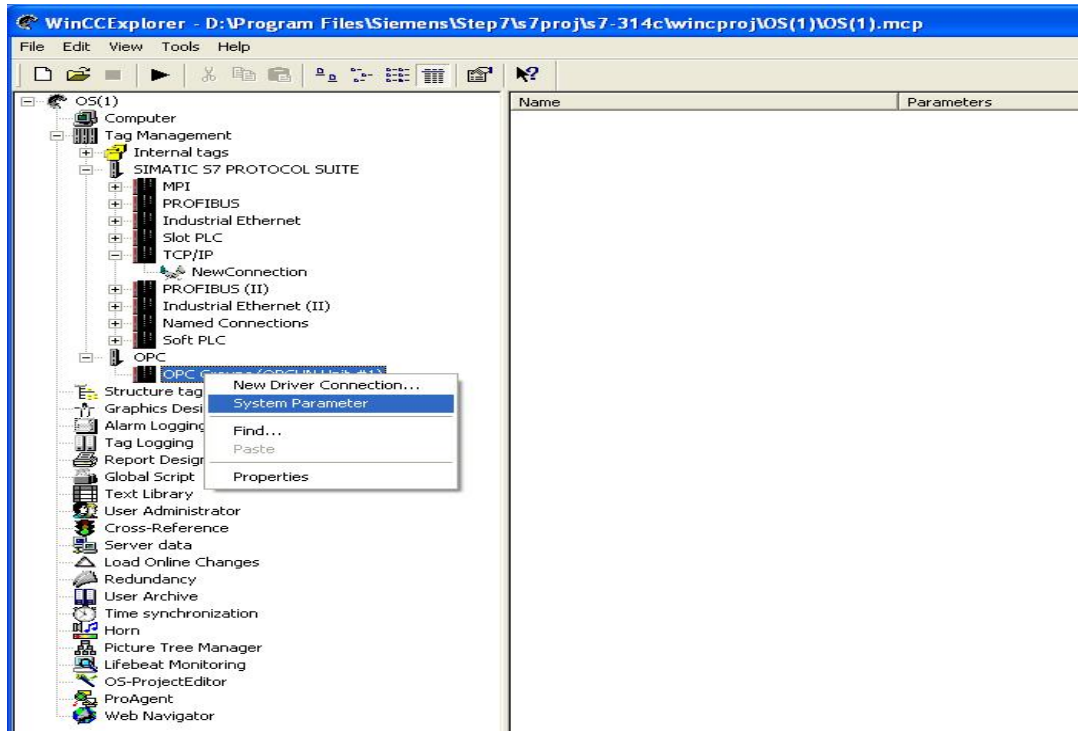 WinCCExplorer - D:\Program Files\Siemens\Step7\s7proj\s7-314c\wincproj\OS(1)\OS(1).mcp
File Edit View Tools Help
Name Parameters
OS(1)
Computer
Tag Management
Internal tags
SIMATIC S7 PROTOCOL SUITE
MPI
PROFIBUS
Industrial Ethernet
Slot PLC
TCP/IP
NewConnection
PROFIBUS (II)
Industrial Ethernet (II)
Named Connections
Soft PLC
OPC
OPC
Structure tag
Graphics Desi
Alarm Logging
Tag Logging
Report Design
Global Script
Text Library
User Administrator
Cross-Reference
Server data
Load Online Changes
Redundancy
User Archive
Time synchronization
Horn
Picture Tree Manager
Lifebeat Monitoring
OS-ProjectEditor
ProAgent
Web Navigator
New Driver Connection...
System Parameter
Find...
Paste
Properties